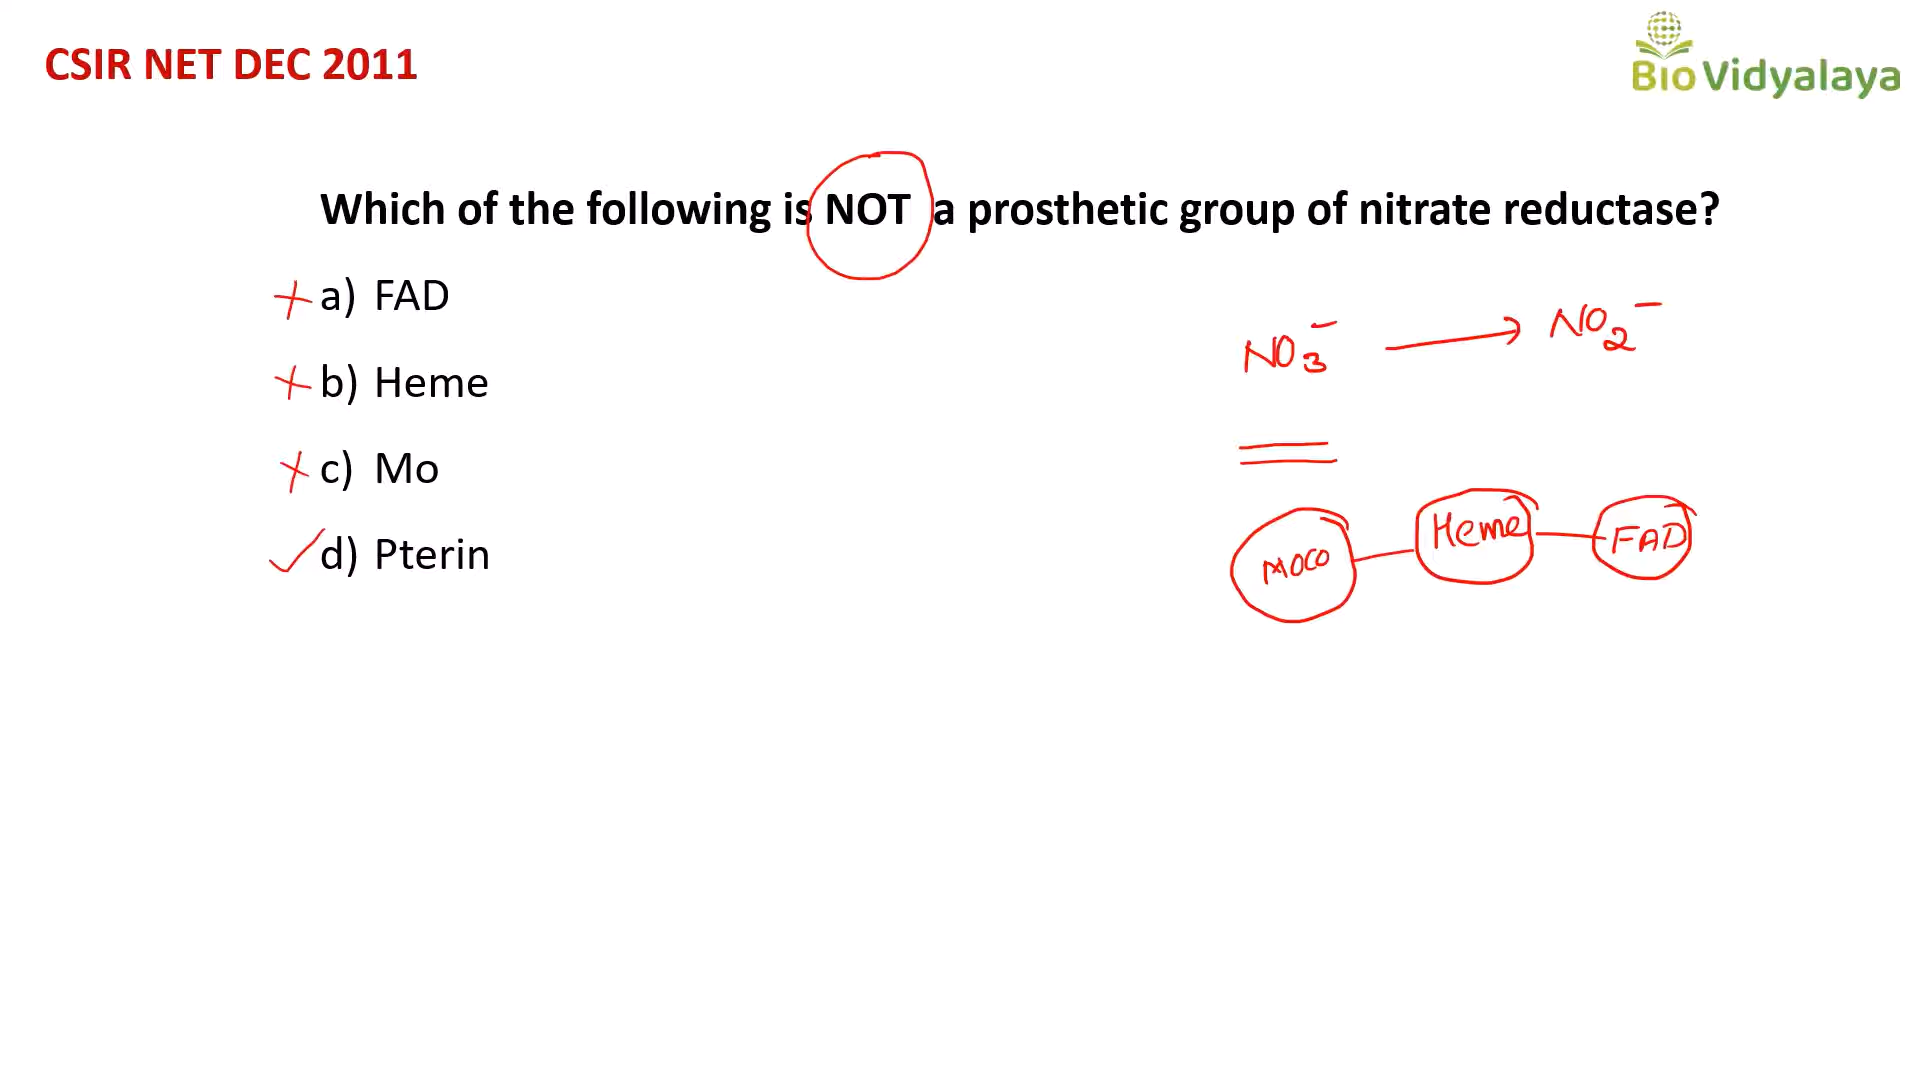 CSIR NET DEC 2011
Bio Vidyalaya
Which of the following is NOT a prosthetic group of nitrate reductase?
a) FAD
b) Heme
c) Mo
d) Pterin
NO3⁻ → NO2⁻
MOCO Heme FAD